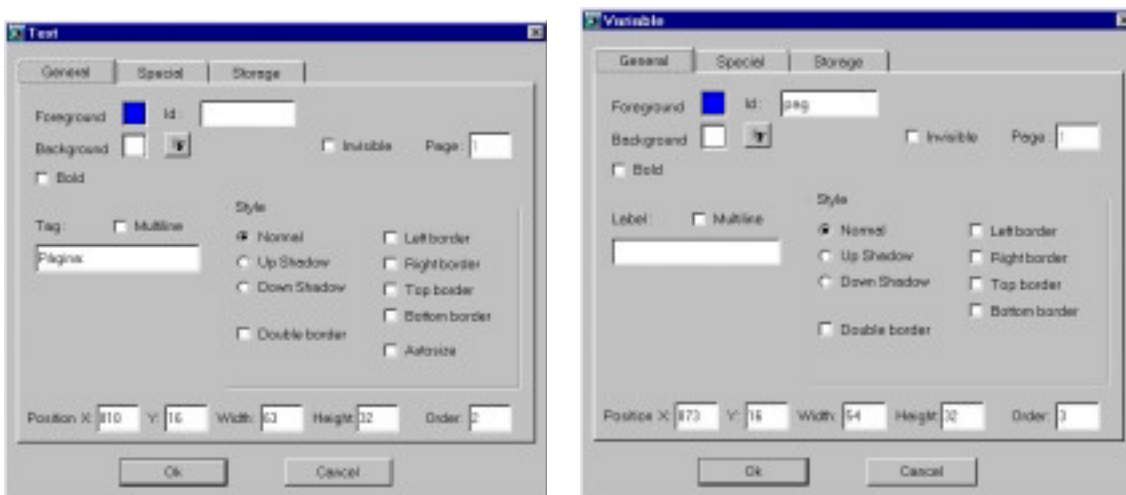 Text
General Special Storage
Foreground Id:
Background Invisible Page: 1
Bold
Style
Tag: Multiline
Normal Left border
Página:
Up Shadow Right border
Down Shadow Top border
Bottom border
Double border
Autosize
Position X: 810 Y: 16 Width: 63 Height: 32 Order: 2
Ok Cancel
Variable
General Special Storage
Foreground Id: pag
Background Invisible Page: 1
Bold
Style
Label: Multiline
Normal Left border
Up Shadow Right border
Down Shadow Top border
Bottom border
Double border
Position X: 873 Y: 16 Width: 54 Height: 32 Order: 3
Ok Cancel